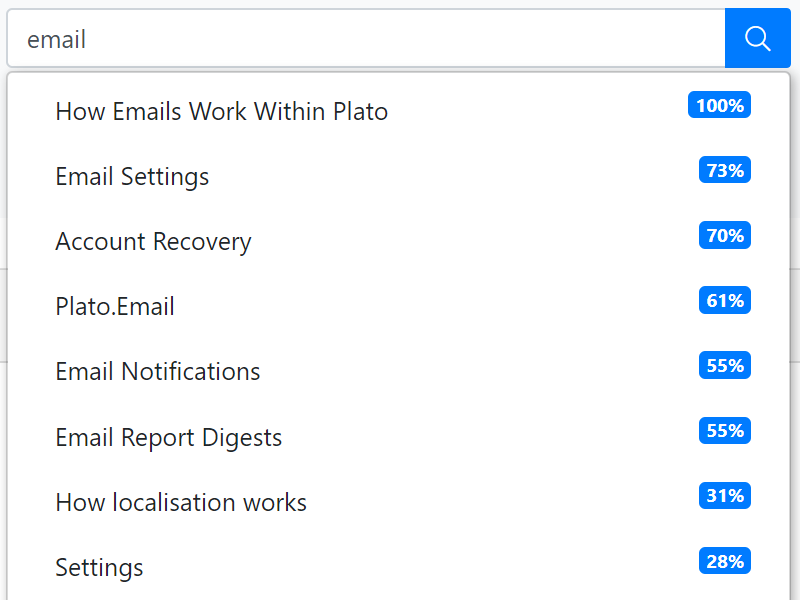 email
How Emails Work Within Plato 100%
Email Settings 73%
Account Recovery 70%
Plato.Email 61%
Email Notifications 55%
Email Report Digests 55%
How localisation works 31%
Settings 28%